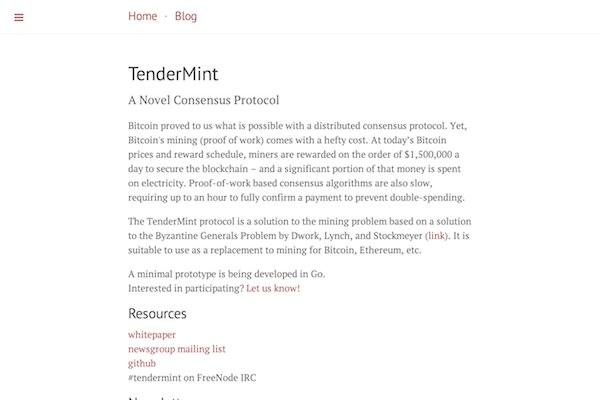 Home · Blog
TenderMint
A Novel Consensus Protocol
Bitcoin proved to us what is possible with a distributed consensus protocol. Yet,
Bitcoin's mining (proof of work) comes with a hefty cost. At today’s Bitcoin
prices and reward schedule, miners are rewarded on the order of $1,500,000 a
day to secure the blockchain – and a significant portion of that money is spent
on electricity. Proof-of-work based consensus algorithms are also slow,
requiring up to an hour to fully confirm a payment to prevent double-spending.
The TenderMint protocol is a solution to the mining problem based on a solution
to the Byzantine Generals Problem by Dwork, Lynch, and Stockmeyer (link). It is
suitable to use as a replacement to mining for Bitcoin, Ethereum, etc.
A minimal prototype is being developed in Go.
Interested in participating? Let us know!
Resources
whitepaper
newsgroup mailing list
github
#tendermint on FreeNode IRC